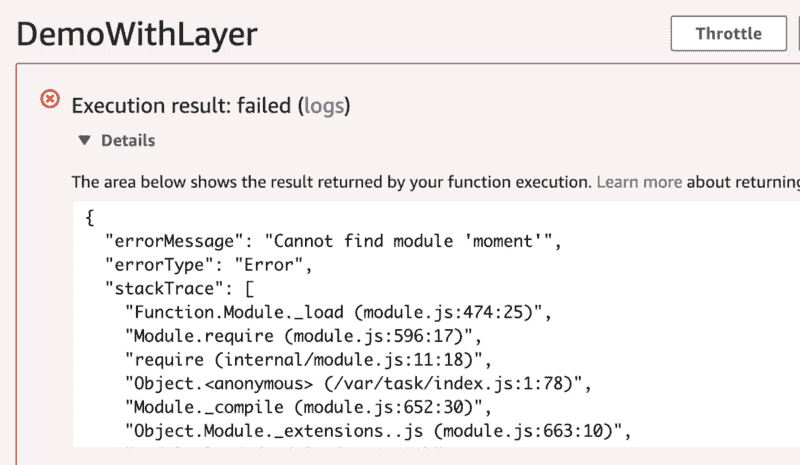 DemoWithLayer
Throttle
Execution result: failed (logs)
Details
The area below shows the result returned by your function execution. Learn more about returning
{
"errorMessage": "Cannot find module 'moment'",
"errorType": "Error",
"stackTrace": [
"Function.Module._load (module.js:474:25)",
"Module.require (module.js:596:17)",
"require (internal/module.js:11:18)",
"Object.<anonymous> (/var/task/index.js:1:78)",
"Module._compile (module.js:652:30)",
"Object.Module._extensions..js (module.js:663:10)",